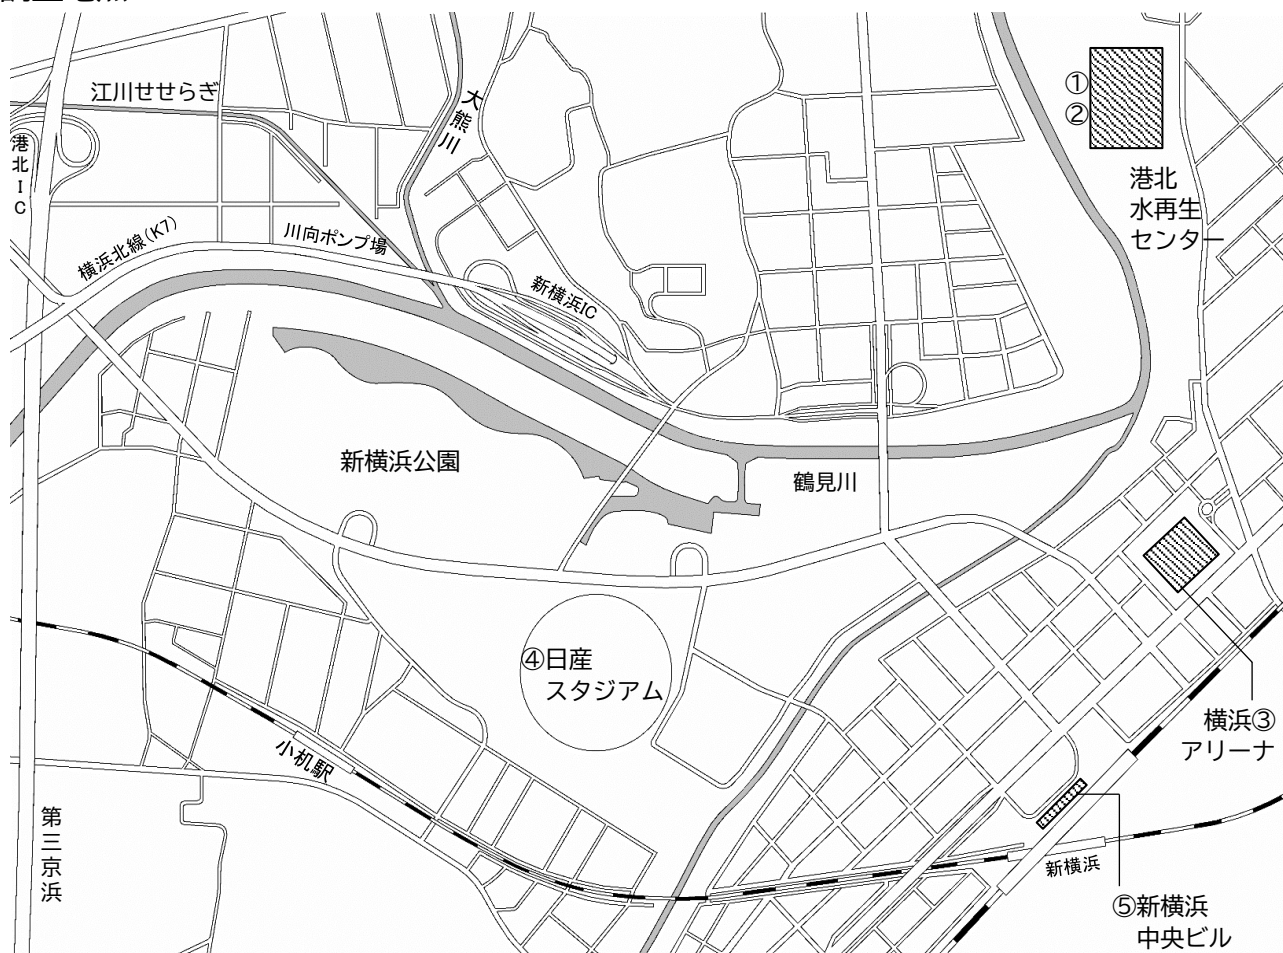 江川せせらぎ
大熊川
①
②
港北IC
港北
水再生
センター
横浜北線(K7)
川向ポンプ場
新横浜IC
新横浜公園
鶴見川
④日産
スタジアム
横浜③
アリーナ
小机駅
第三京浜
新横浜
⑤新横浜
中央ビル